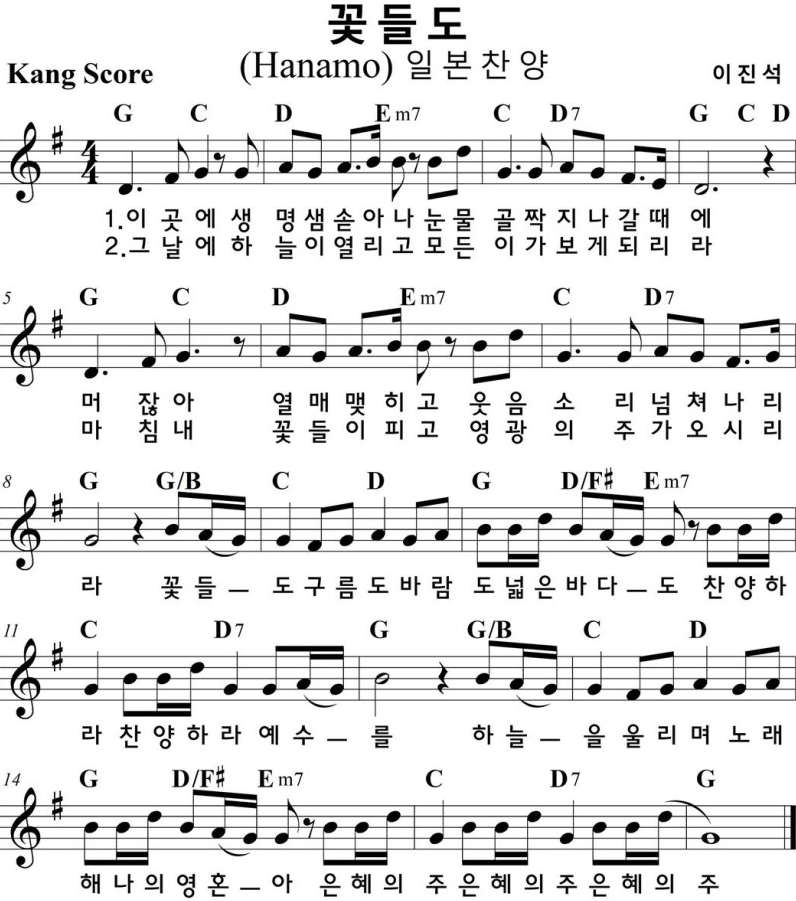 꽃들도
(Hanamo) 일본찬양
Kang Score
이진석
G C D Em7 C D7 G C D
4
4
1.이 곳 에 생 명 샘 솟 아 나 눈 물 골 짝 지 나 갈 때 에
2.그 날 에 하 늘 이 열 리 고 모 든 이 가 보 게 되 리 라
5 G C D Em7 C D7
머 잖 아 열 매 맺 히 고 웃 음 소 리 넘 쳐 나 리
마 침 내 꽃 들 이 피 고 영 광 의 주 가 오 시 리
8 G G/B C D G D/F♯ Em7
라 꽃 들 – 도 구 름 도 바 람 도 넓 은 바 다 – 도 찬 양 하
11 C D7 G G/B C D
라 찬 양 하 라 예 수 – 를 하 늘 – 을 울 리 며 노 래
14 G D/F♯ Em7 C D7 G
해 나 의 영 혼 – 아 은 혜 의 주 은 혜 의 주 은 혜 의 주